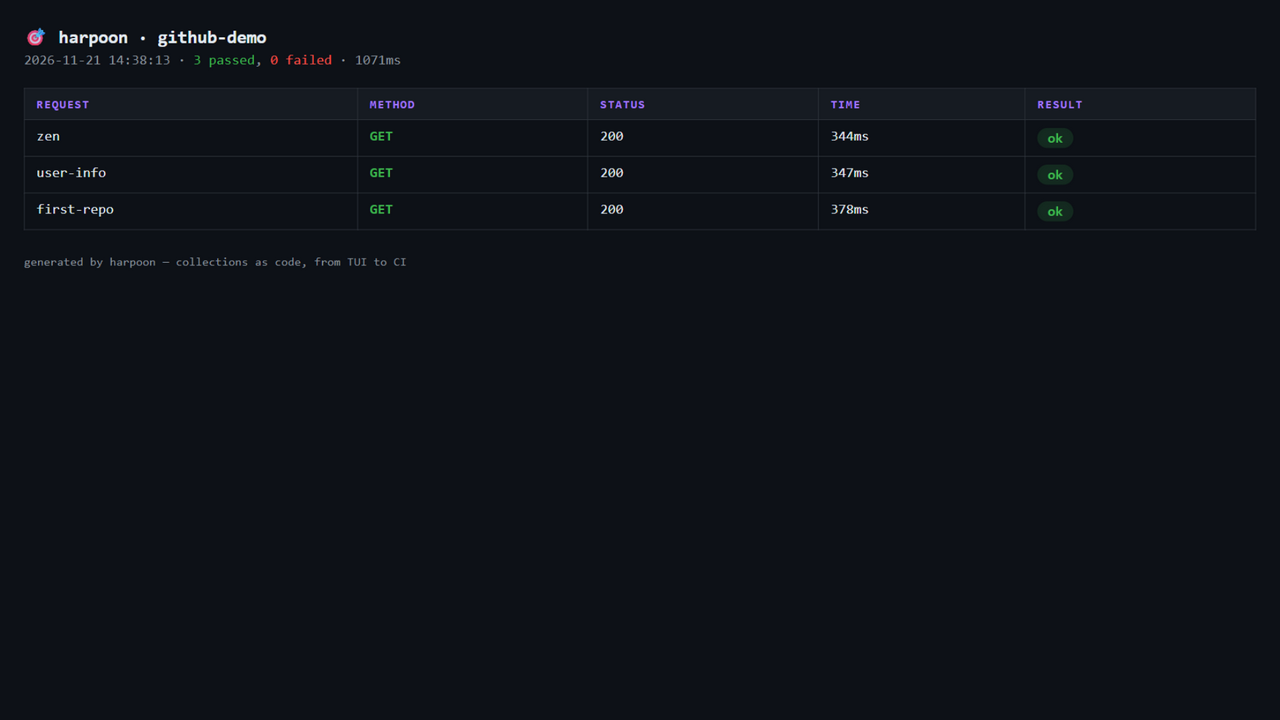 🎯 harpoon · github-demo
2026-11-21 14:38:13 · 3 passed, 0 failed · 1071ms
REQUEST METHOD STATUS TIME RESULT
zen GET 200 344ms ok
user-info GET 200 347ms ok
first-repo GET 200 378ms ok
generated by harpoon — collections as code, from TUI to CI